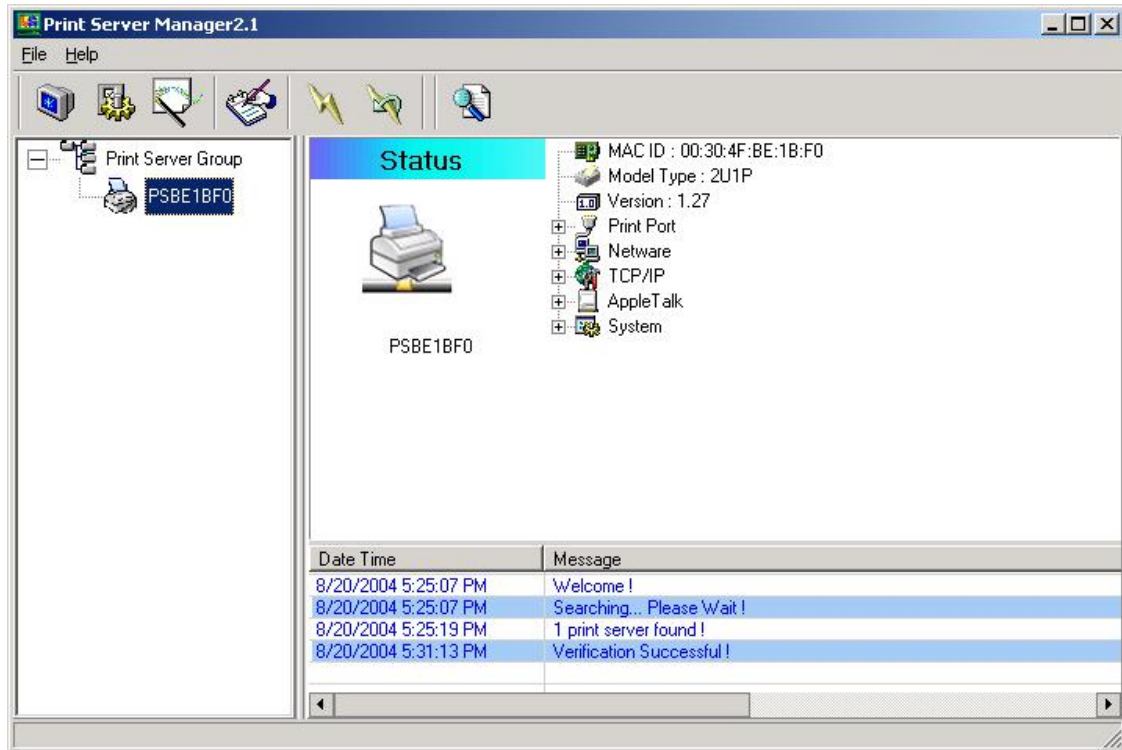 Print Server Manager2.1
File Help
Print Server Group
PSBE1BF0
Status
PSBE1BF0
MAC ID : 00:30:4F:BE:1B:F0
Model Type : 2U1P
1.0 Version : 1.27
Print Port
Netware
TCP/IP
AppleTalk
System
Date Time Message
8/20/2004 5:25:07 PM Welcome !
8/20/2004 5:25:07 PM Searching... Please Wait !
8/20/2004 5:25:19 PM 1 print server found !
8/20/2004 5:31:13 PM Verification Successful !